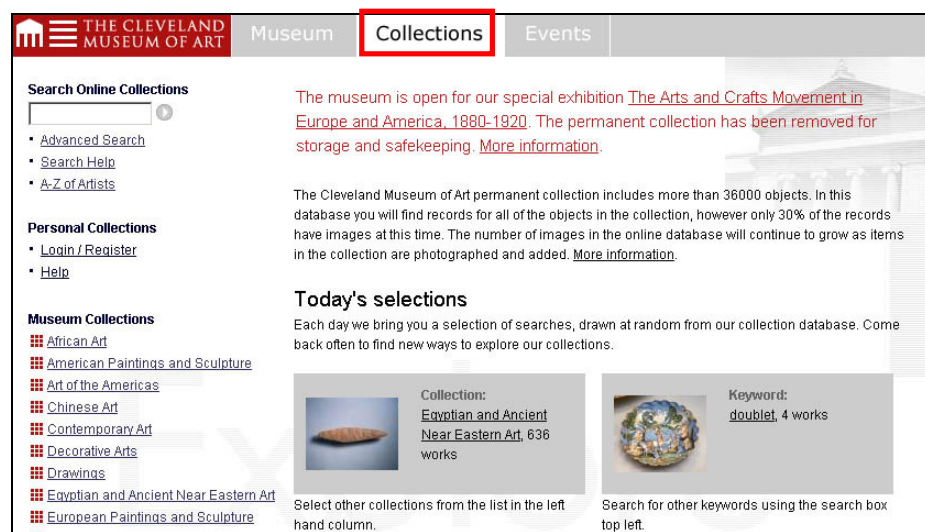 THE CLEVELAND
MUSEUM OF ART
Museum
Collections
Events
Search Online Collections
• Advanced Search
• Search Help
• A-Z of Artists
Personal Collections
• Login / Register
• Help
Museum Collections
African Art
American Paintings and Sculpture
Art of the Americas
Chinese Art
Contemporary Art
Decorative Arts
Drawings
Egyptian and Ancient Near Eastern Art
European Paintings and Sculpture
The museum is open for our special exhibition The Arts and Crafts Movement in
Europe and America, 1880-1920. The permanent collection has been removed for
storage and safekeeping. More information.
The Cleveland Museum of Art permanent collection includes more than 36000 objects. In this
database you will find records for all of the objects in the collection, however only 30% of the records
have images at this time. The number of images in the online database will continue to grow as items
in the collection are photographed and added. More information.
Today's selections
Each day we bring you a selection of searches, drawn at random from our collection database. Come
back often to find new ways to explore our collections.
Collection:
Egyptian and Ancient
Near Eastern Art, 636
works
Select other collections from the list in the left
hand column.
Keyword:
doublet, 4 works
Search for other keywords using the search box
top left.